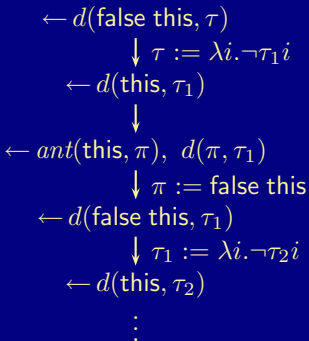 ← d(false this, τ)
τ := λi.¬τ₁i
← d(this, τ₁)
← ant(this, π), d(π, τ₁)
π := false this
← d(false this, τ₁)
τ₁ := λi.¬τ₂i
← d(this, τ₂)
⋮